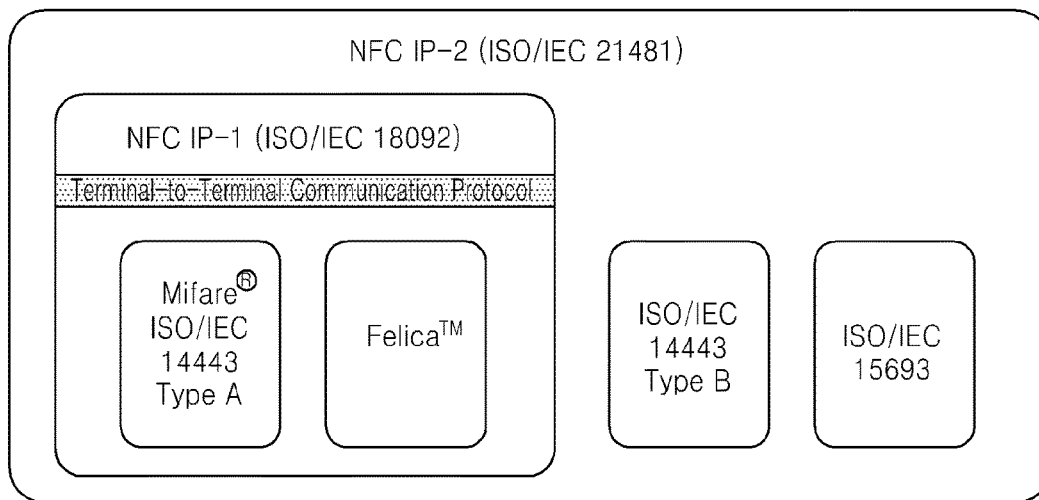 NFC IP-2 (ISO/IEC 21481)
NFC IP-1 (ISO/IEC 18092)
Terminal-to-Terminal Communication Protocol
Mifare®
ISO/IEC
14443
Type A
Felica™
ISO/IEC
14443
Type B
ISO/IEC
15693